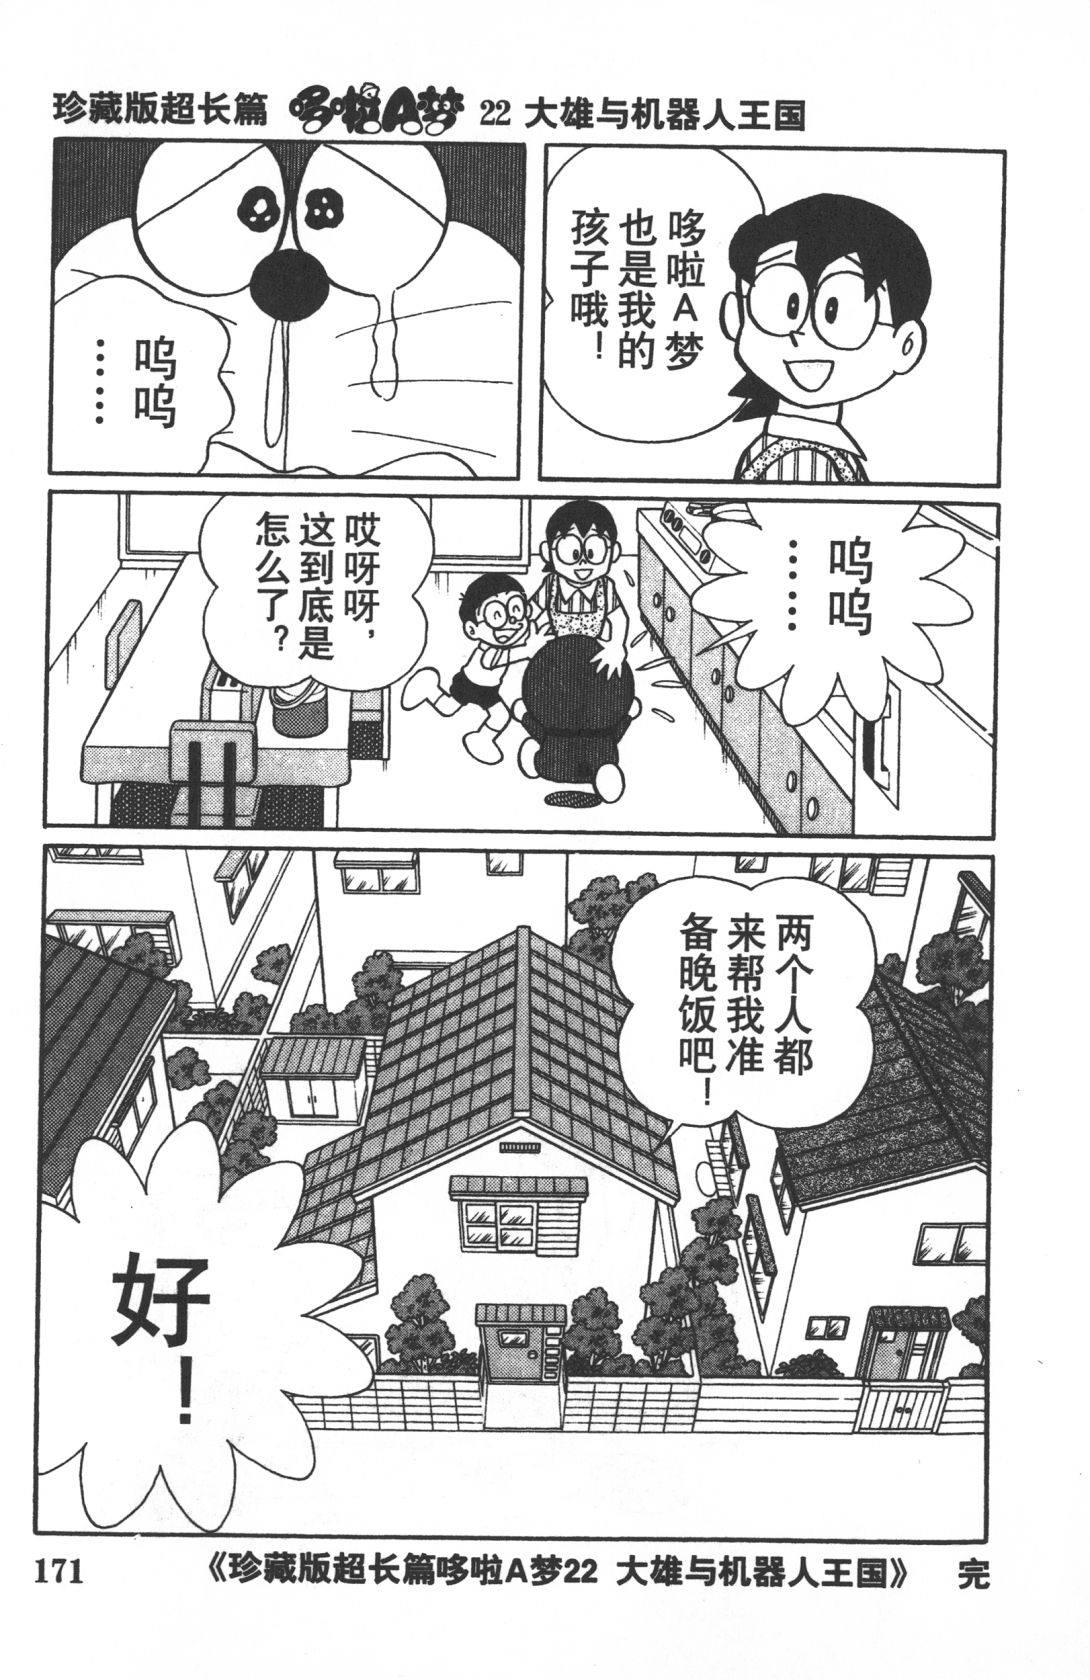 珍藏版超长篇 哆啦A梦 22 大雄与机器人王国
哆啦A梦
也是我的
孩子哦！
呜呜
……
呜呜
……
哎呀呀，
这到底是
怎么了？
两个人都
来帮我准
备晚饭吧！
好！
171
《珍藏版超长篇哆啦A梦22 大雄与机器人王国》 完